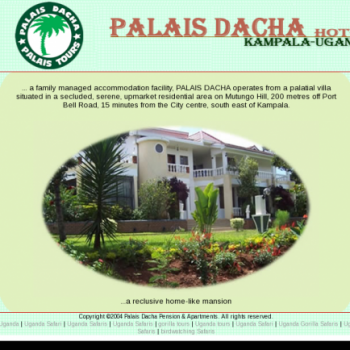 PALAIS DACHA
PALAIS TOURS
PALAIS DACHA HOT
KAMPALA-UGAN
... a family managed accommodation facility, PALAIS DACHA operates from a palatial villa
situated in a secluded, serene, upmarket residential area on Mutungo Hill, 200 metres off Port
Bell Road, 15 minutes from the City centre, south east of Kampala.
...a reclusive home-like mansion
Copyright ©2004 Palais Dacha Pension & Apartments. All rights reserved.
Uganda | Uganda Safari | Uganda Safaris | Uganda Safaris | gorilla tours | Uganda tours | Uganda Safari | Uganda Gorilla Safaris | Ug
Safaris | birdwatching Safaris